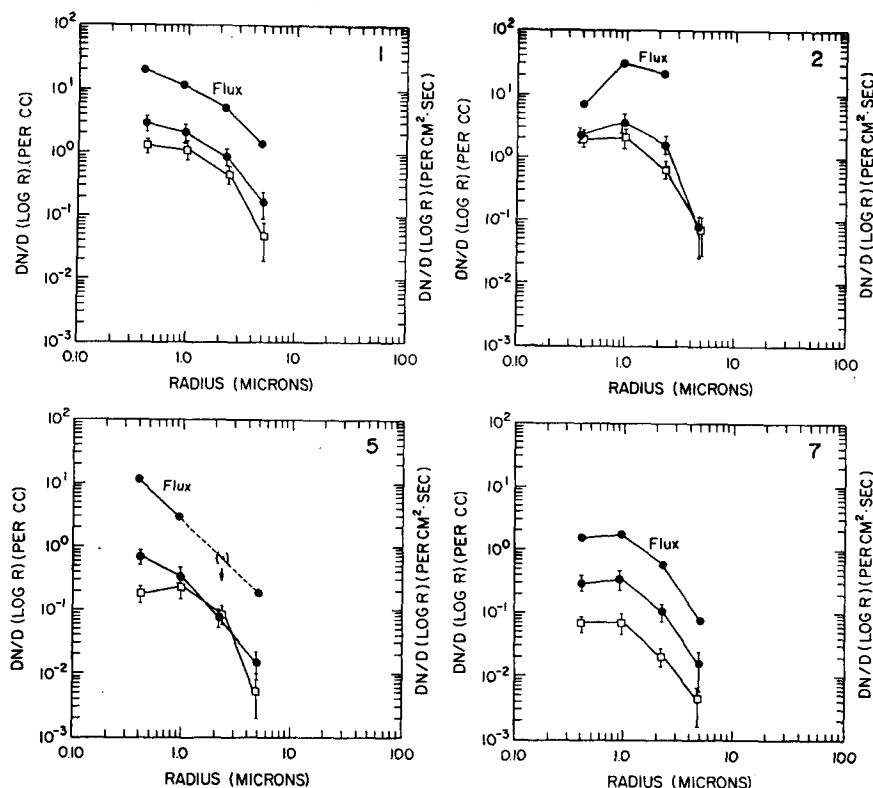 1
10²
10¹
10⁰
10⁻¹
10⁻²
10⁻³
DN/D (LOG R) (PER CC)
Flux
DN/D (LOG R) (PER CM²·SEC)
0.10
1.0
10
100
RADIUS (MICRONS)
2
10²
10¹
10⁰
10⁻¹
10⁻²
10⁻³
DN/D (LOG R) (PER CC)
Flux
DN/D (LOG R) (PER CM²·SEC)
0.10
1.0
10
100
RADIUS (MICRONS)
5
10²
10¹
10⁰
10⁻¹
10⁻²
10⁻³
DN/D (LOG R) (PER CC)
Flux
(-)
DN/D (LOG R) (PER CM²·SEC)
0.10
1.0
10
100
RADIUS (MICRONS)
7
10²
10¹
10⁰
10⁻¹
10⁻²
10⁻³
DN/D (LOG R) (PER CC)
Flux
DN/D (LOG R) (PER CM²·SEC)
0.10
1.0
10
100
RADIUS (MICRONS)